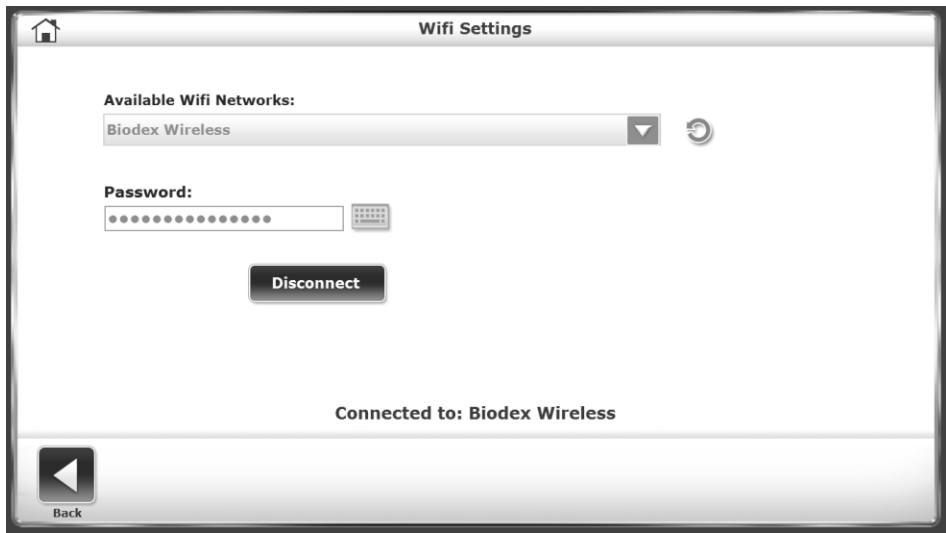 Wifi Settings
Available Wifi Networks:
Biodex Wireless
Password:
Disconnect
Connected to: Biodex Wireless
Back